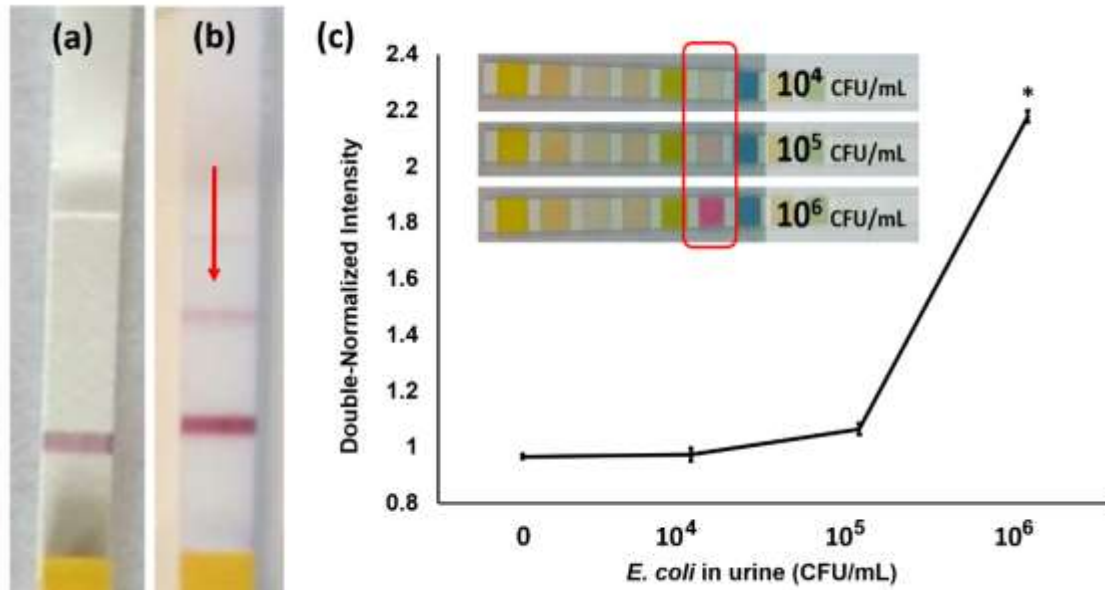 (a)
(b)
(c)
2.4
2.2
2
1.8
1.6
1.4
1.2
1
0.8
Double-Normalized Intensity
10⁴ CFU/mL
10⁵ CFU/mL
10⁶ CFU/mL
*
0 10⁴ 10⁵ 10⁶
E. coli in urine (CFU/mL)